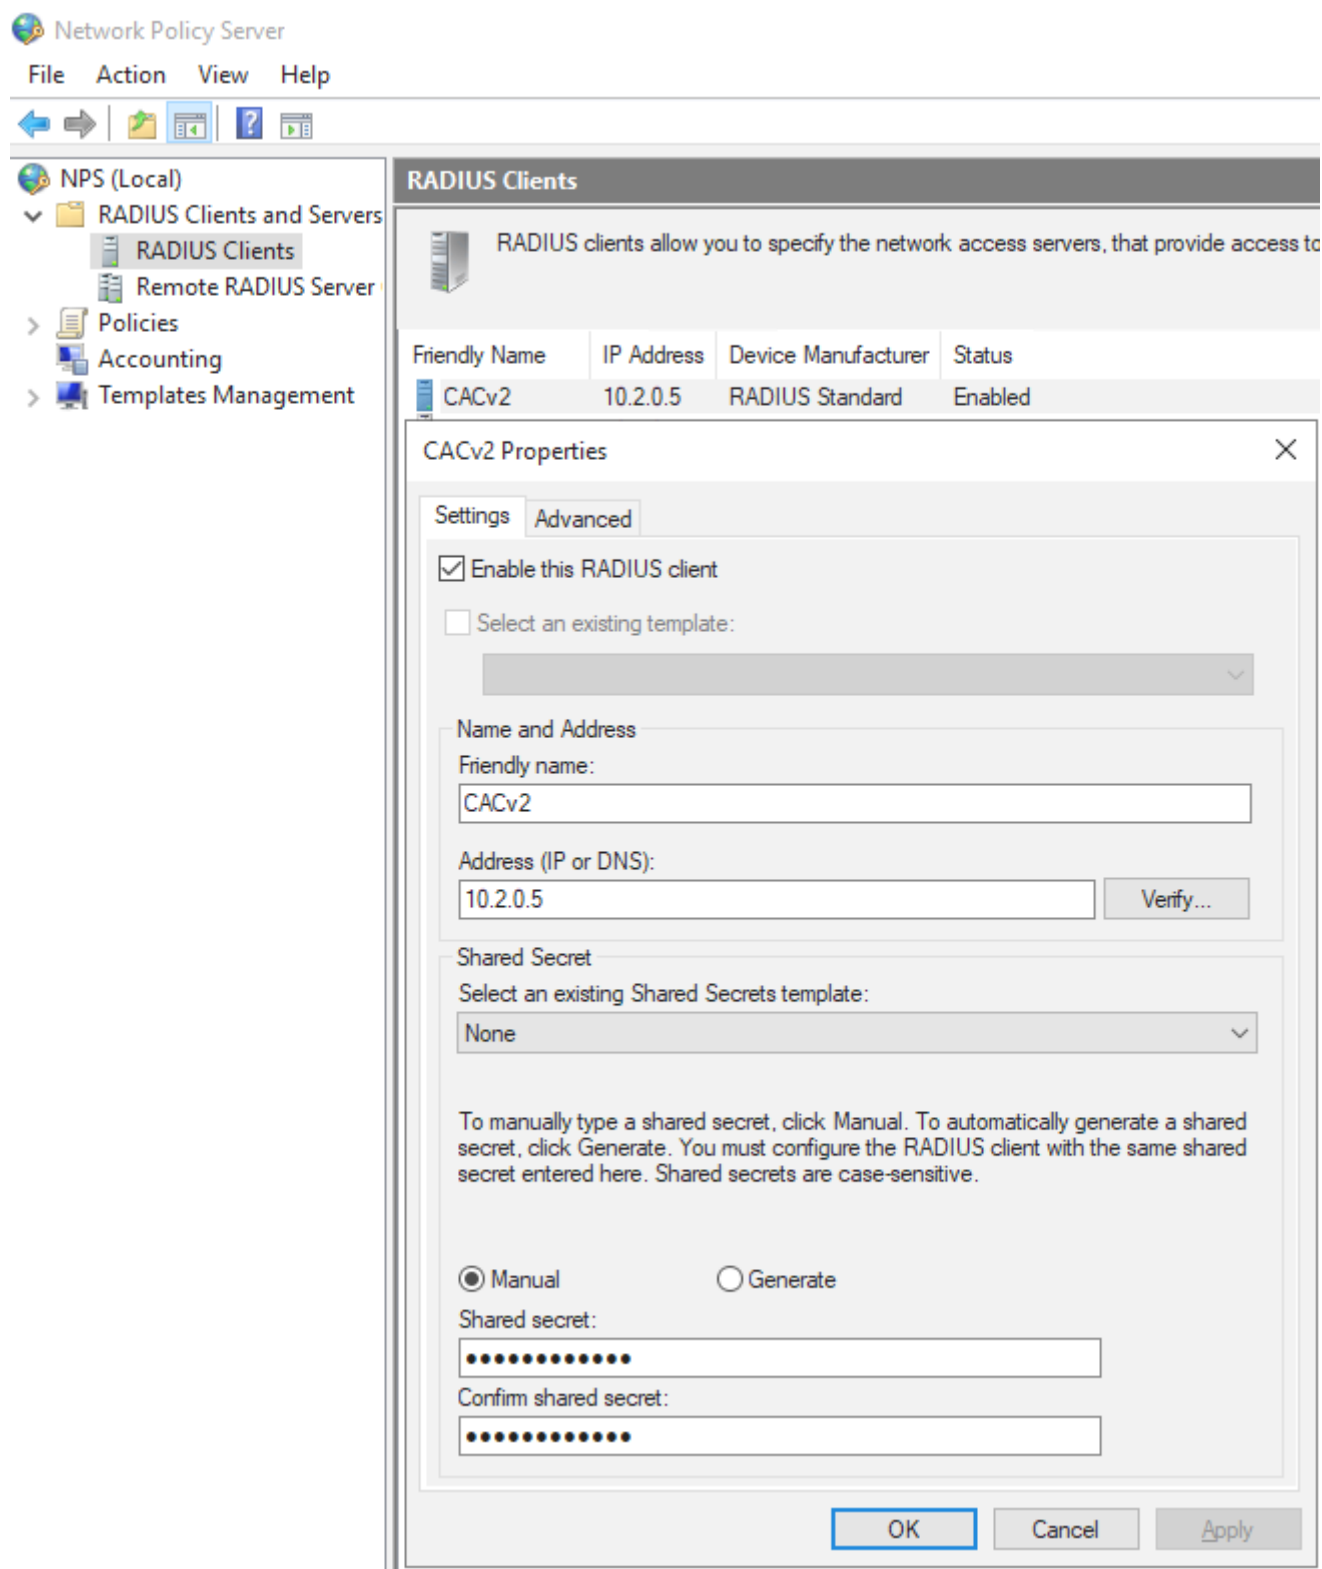 Network Policy Server
File Action View Help
NPS (Local)
RADIUS Clients and Servers
RADIUS Clients
Remote RADIUS Server
Policies
Accounting
Templates Management
RADIUS Clients
RADIUS clients allow you to specify the network access servers, that provide access to
Friendly Name IP Address Device Manufacturer Status
CACv2 10.2.0.5 RADIUS Standard Enabled
CACv2 Properties
Settings Advanced
Enable this RADIUS client
Select an existing template:
Name and Address
Friendly name:
CACv2
Address (IP or DNS):
10.2.0.5 Verify...
Shared Secret
Select an existing Shared Secrets template:
None
To manually type a shared secret, click Manual. To automatically generate a shared
secret, click Generate. You must configure the RADIUS client with the same shared
secret entered here. Shared secrets are case-sensitive.
Manual Generate
Shared secret:
●●●●●●●●●●●●
Confirm shared secret:
●●●●●●●●●●●●
OK Cancel Apply